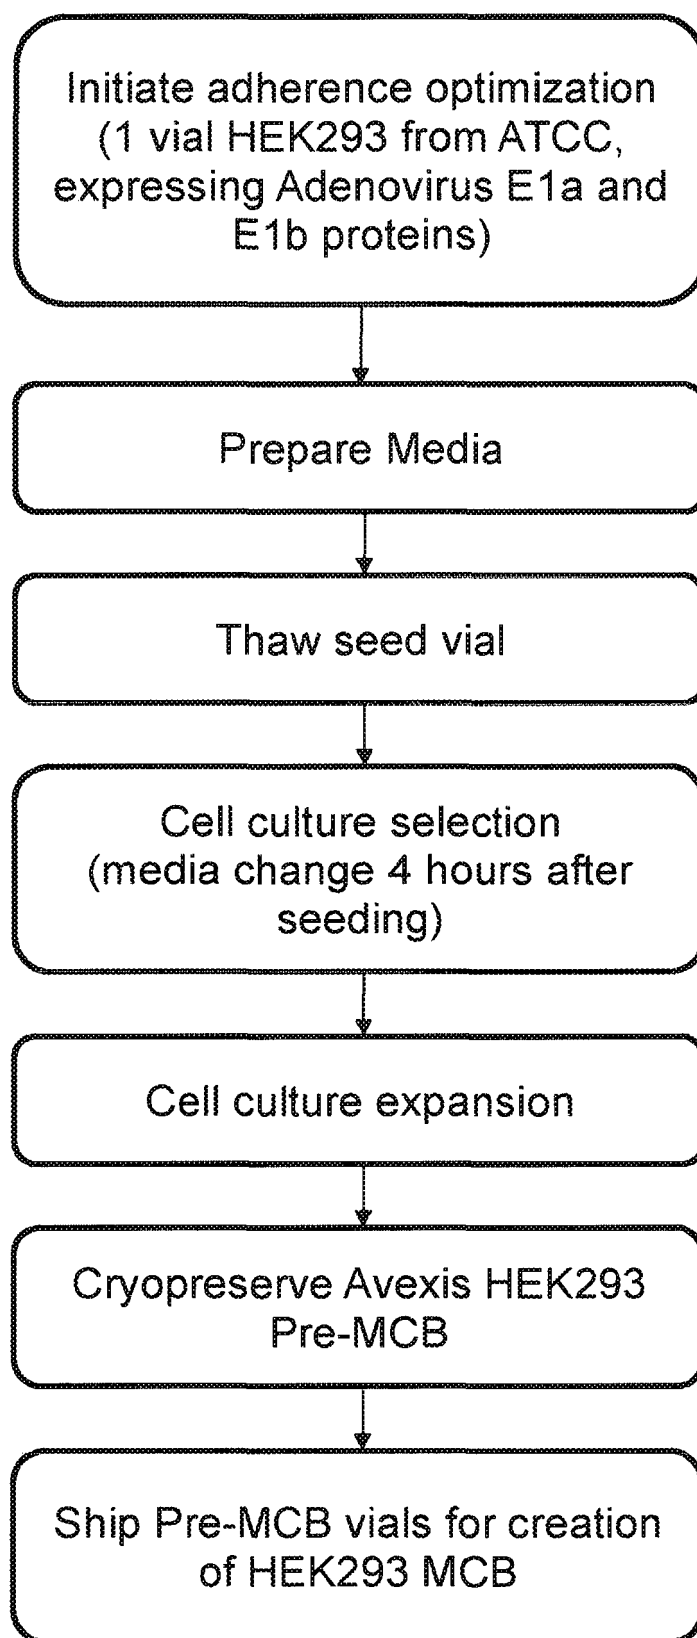 Initiate adherence optimization
(1 vial HEK293 from ATCC,
expressing Adenovirus E1a and
E1b proteins)
Prepare Media
Thaw seed vial
Cell culture selection
(media change 4 hours after
seeding)
Cell culture expansion
Cryopreserve Avexis HEK293
Pre-MCB
Ship Pre-MCB vials for creation
of HEK293 MCB